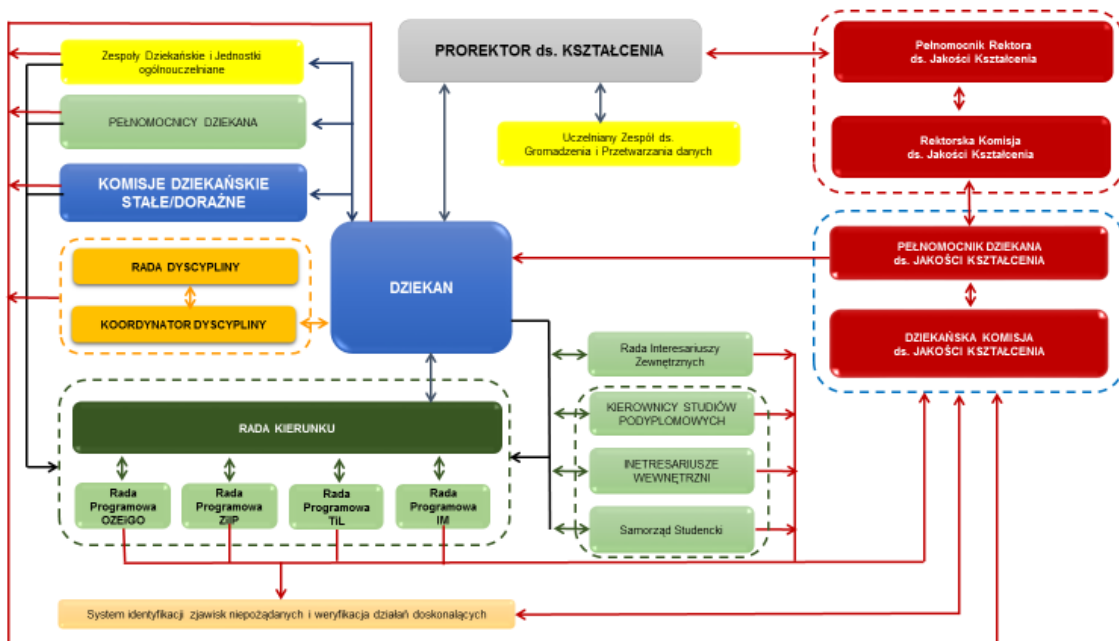 Zespoły Dziekańskie i Jednostki
ogólnouczelniane
PROREKTOR ds. KSZTAŁCENIA
Pełnomocnik Rektora
ds. Jakości Kształcenia
PEŁNOMOCNICY DZIEKANA
Uczelniany Zespół ds.
Gromadzenia i Przetwarzania danych
Rektorska Komisja
ds. Jakości Kształcenia
KOMISJE DZIEKAŃSKIE
STAŁE/DORAŹNE
RADA DYSCYPLINY
KOORDYNATOR DYSCYPLINY
DZIEKAN
PEŁNOMOCNIK DZIEKANA
ds. JAKOŚCI KSZTAŁCENIA
DZIEKAŃSKA KOMISJA
ds. JAKOŚCI KSZTAŁCENIA
Rada Interesariuszy
Zewnętrznych
KIEROWNICY STUDIÓW
PODYPLOMOWYCH
INETRESARIUSZE
WEWNĘTRZNI
Samorząd Studencki
RADA KIERUNKU
Rada
Programowa
OZEiGO
Rada
Programowa
ZiIP
Rada
Programowa
TiL
Rada
Programowa
IM
System identyfikacji zjawisk niepożądanych i weryfikacja działań doskonalących